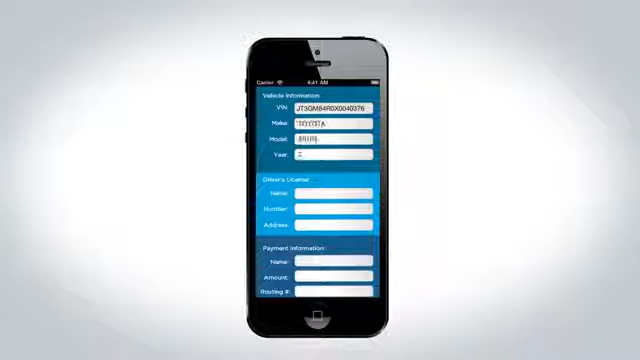 Carrier 4:41 AM
Vehicle Information:
VIN: JT3GM84R0X0040376
Make: TOYOTA
Model:
Year:
Driver's License:
Name:
Number:
Address:
Payment Information:
Name:
Amount:
Routing #: